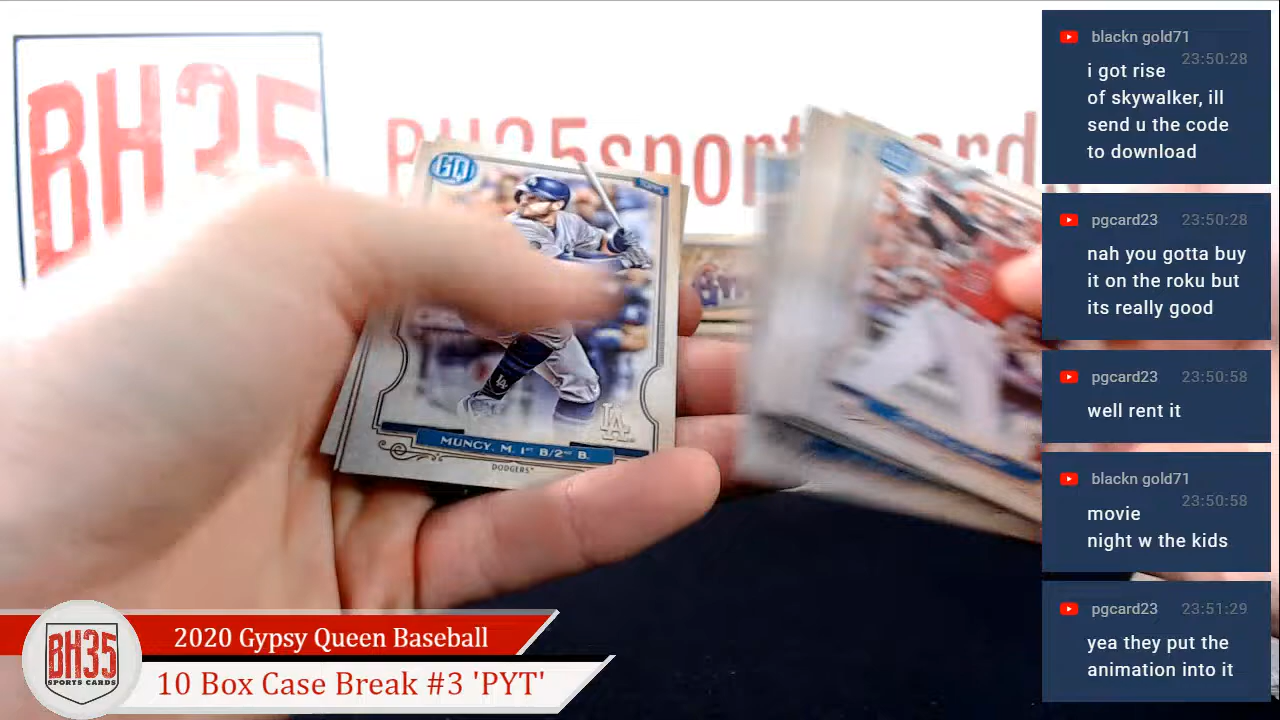 BH35
BH35sportscards
GQ
TOPPS
LA
LA
MUNCY, M. 1ST B/2ND B.
DODGERS
2020 Gypsy Queen Baseball
10 Box Case Break #3 'PYT'
BH35
SPORTS CARDS
blackn gold71
23:50:28
i got rise
of skywalker, ill
send u the code
to download
pgcard23 23:50:28
nah you gotta buy
it on the roku but
its really good
pgcard23 23:50:58
well rent it
blackn gold71
23:50:58
movie
night w the kids
pgcard23 23:51:29
yea they put the
animation into it